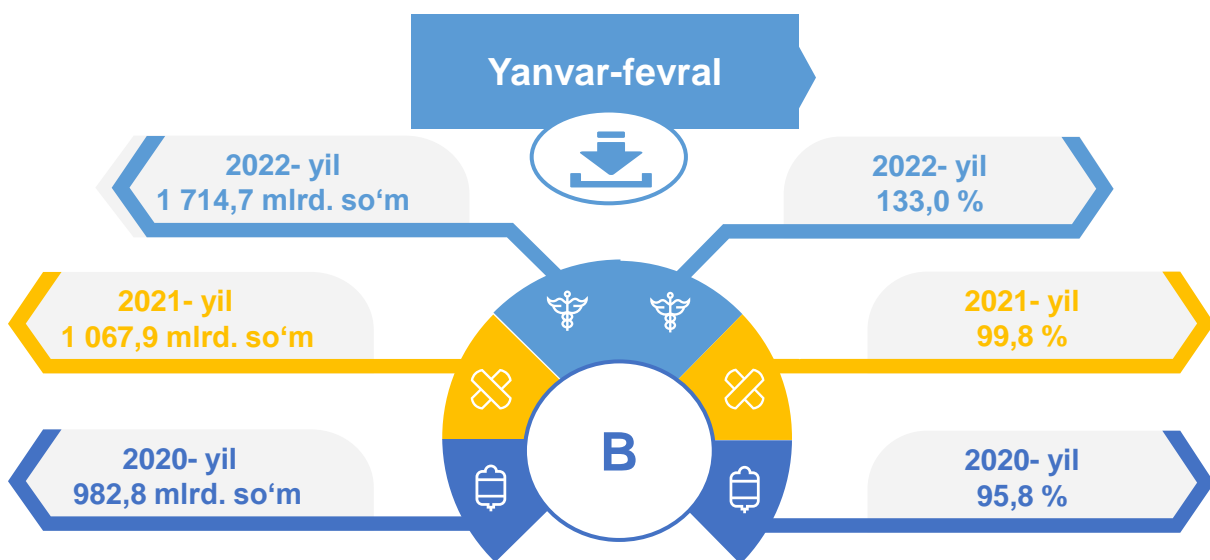 Yanvar-fevral
2022- yil
1 714,7 mlrd. so‘m
2022- yil
133,0 %
2021- yil
1 067,9 mlrd. so‘m
2021- yil
99,8 %
B
2020- yil
982,8 mlrd. so‘m
2020- yil
95,8 %